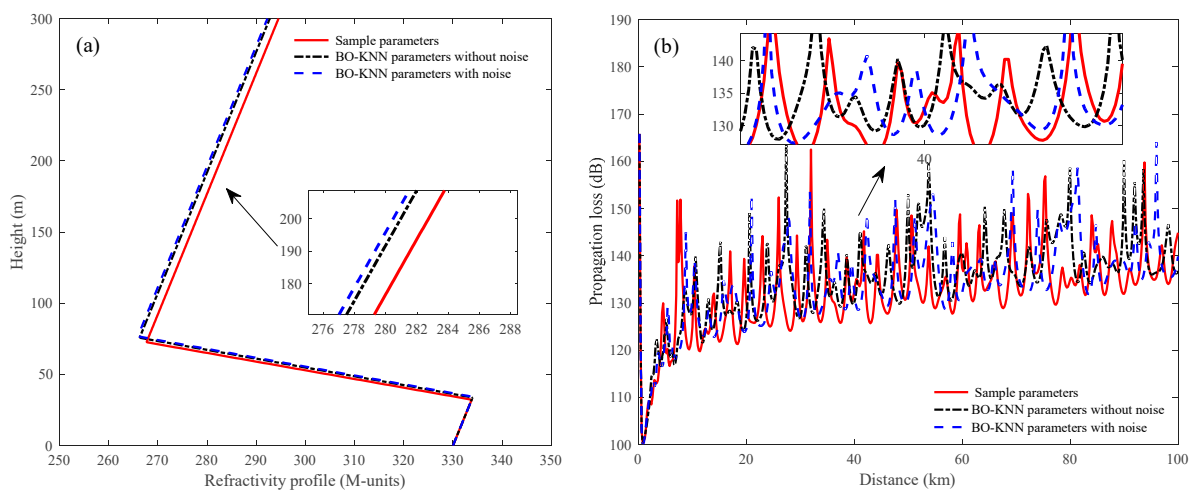 (a)
Sample parameters
BO-KNN parameters without noise
BO-KNN parameters with noise
Height (m)
300
250
200
150
100
50
0
200
190
180
276 278 280 282 284 286 288
250 260 270 280 290 300 310 320 330 340 350
Refractivity profile (M-units)
(b)
Propagation loss (dB)
190
180
170
160
150
140
130
120
110
100
140
135
130
40
Sample parameters
BO-KNN parameters without noise
BO-KNN parameters with noise
0 20 40 60 80 100
Distance (km)